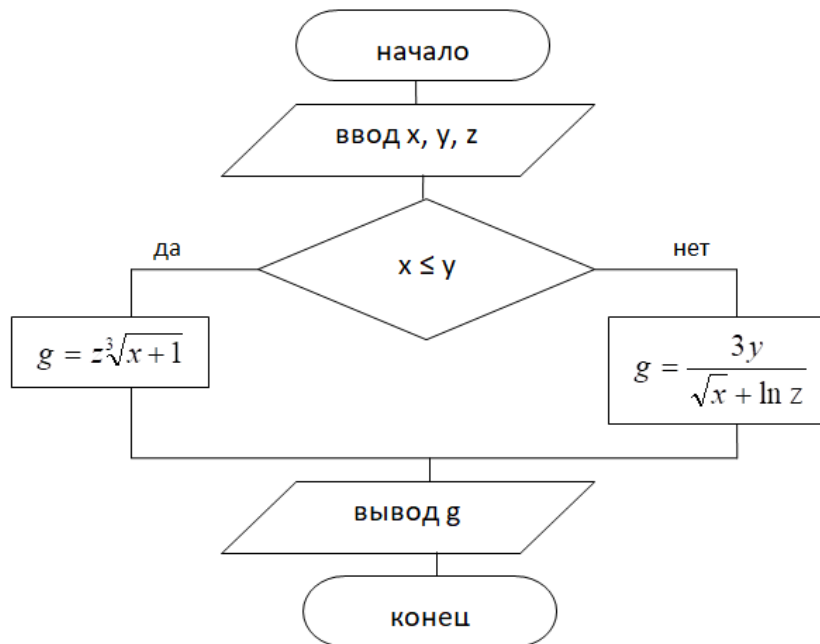 начало
ввод x, y, z
да
x ≤ y
нет
g = z∛(x+1)
g = 3y / (√x + ln z)
вывод g
конец